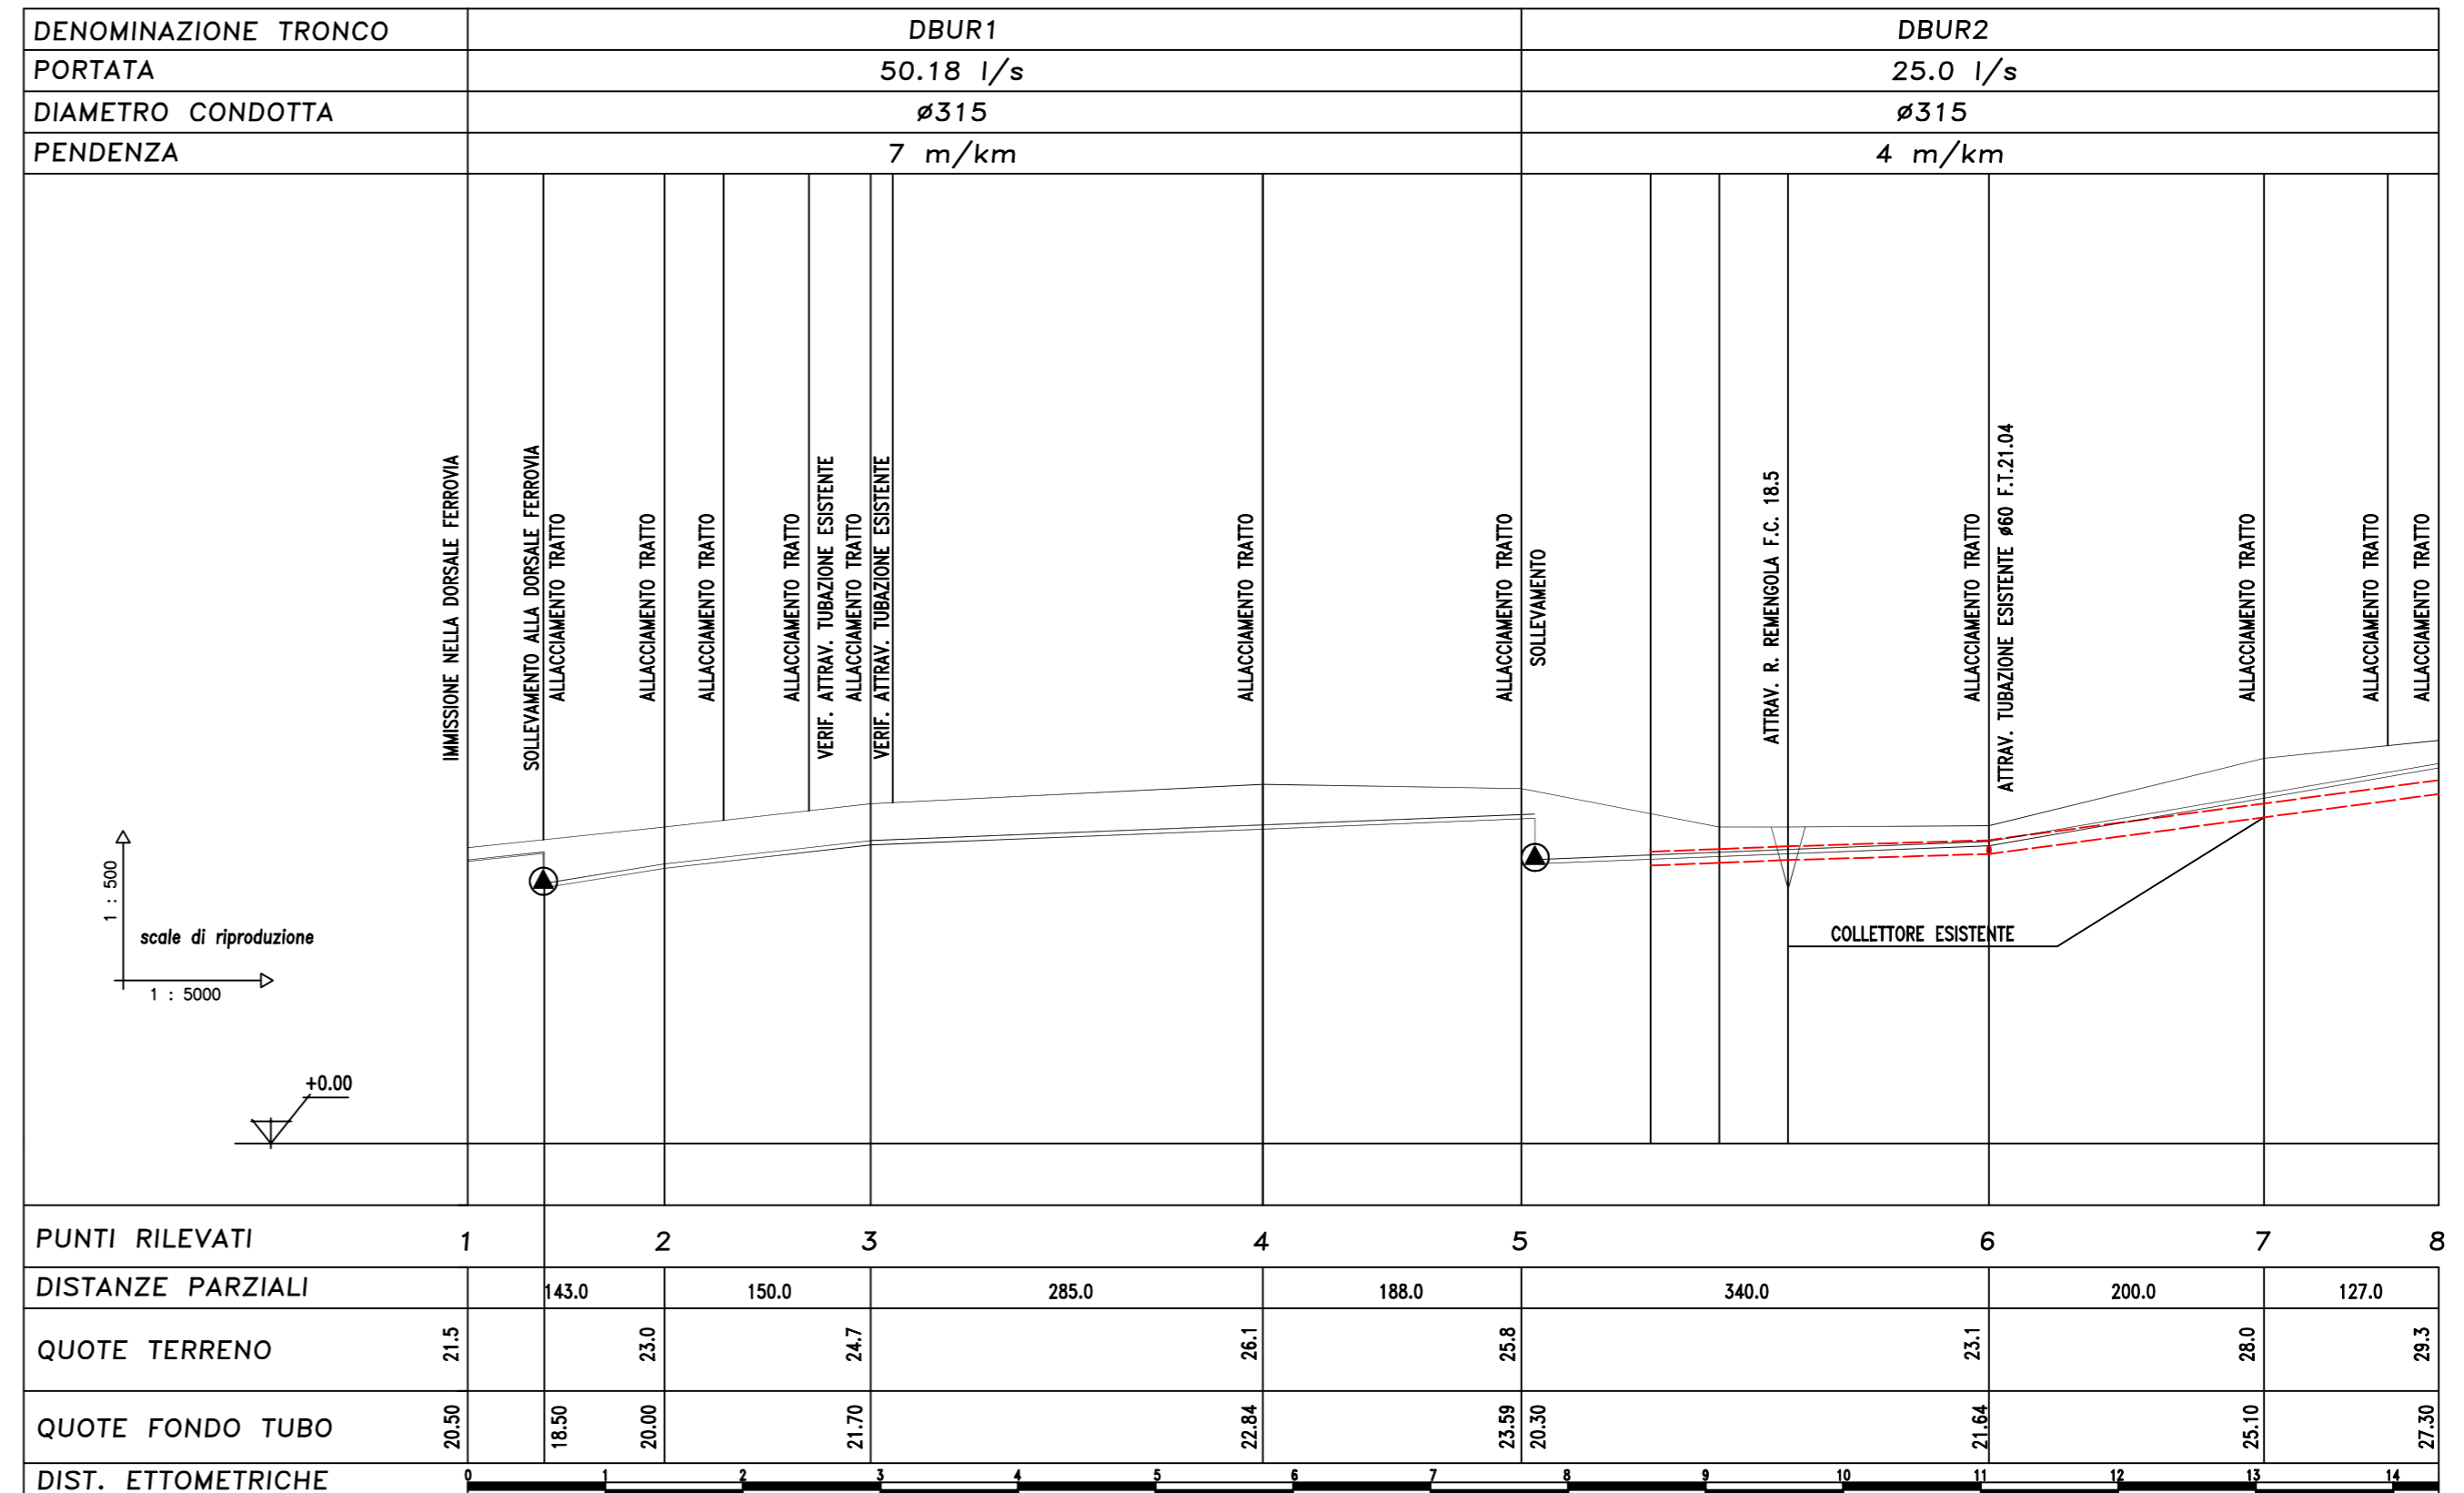 DENOMINAZIONE TRONCO DBUR1 DBUR2
PORTATA 50.18 l/s 25.0 l/s
DIAMETRO CONDOTTA ø315 ø315
PENDENZA 7 m/km 4 m/km
IMMISSIONE NELLA DORSALE FERROVIA
SOLLEVAMENTO ALLA DORSALE FERROVIA
ALLACCIAMENTO TRATTO
ALLACCIAMENTO TRATTO
ALLACCIAMENTO TRATTO
ALLACCIAMENTO TRATTO
VERIF. ATTRAV. TUBAZIONE ESISTENTE
ALLACCIAMENTO TRATTO
VERIF. ATTRAV. TUBAZIONE ESISTENTE
ALLACCIAMENTO TRATTO
ALLACCIAMENTO TRATTO
SOLLEVAMENTO
ATTRAV. R. REMENGOLA F.C. 18.5
ALLACCIAMENTO TRATTO
ATTRAV. TUBAZIONE ESISTENTE ø60 F.T.21.04
ALLACCIAMENTO TRATTO
ALLACCIAMENTO TRATTO
ALLACCIAMENTO TRATTO
1 : 500
scale di riproduzione
1 : 5000
COLLETTORE ESISTENTE
+0.00
PUNTI RILEVATI 1 2 3 4 5 6 7 8
DISTANZE PARZIALI 143.0 150.0 285.0 188.0 340.0 200.0 127.0
QUOTE TERRENO 21.5 23.0 24.7 26.1 25.8 23.1 28.0 29.3
QUOTE FONDO TUBO 20.50 18.50 20.00 21.70 22.84 23.59 20.30 21.64 25.10 27.30
DIST. ETTOMETRICHE 0 1 2 3 4 5 6 7 8 9 10 11 12 13 14